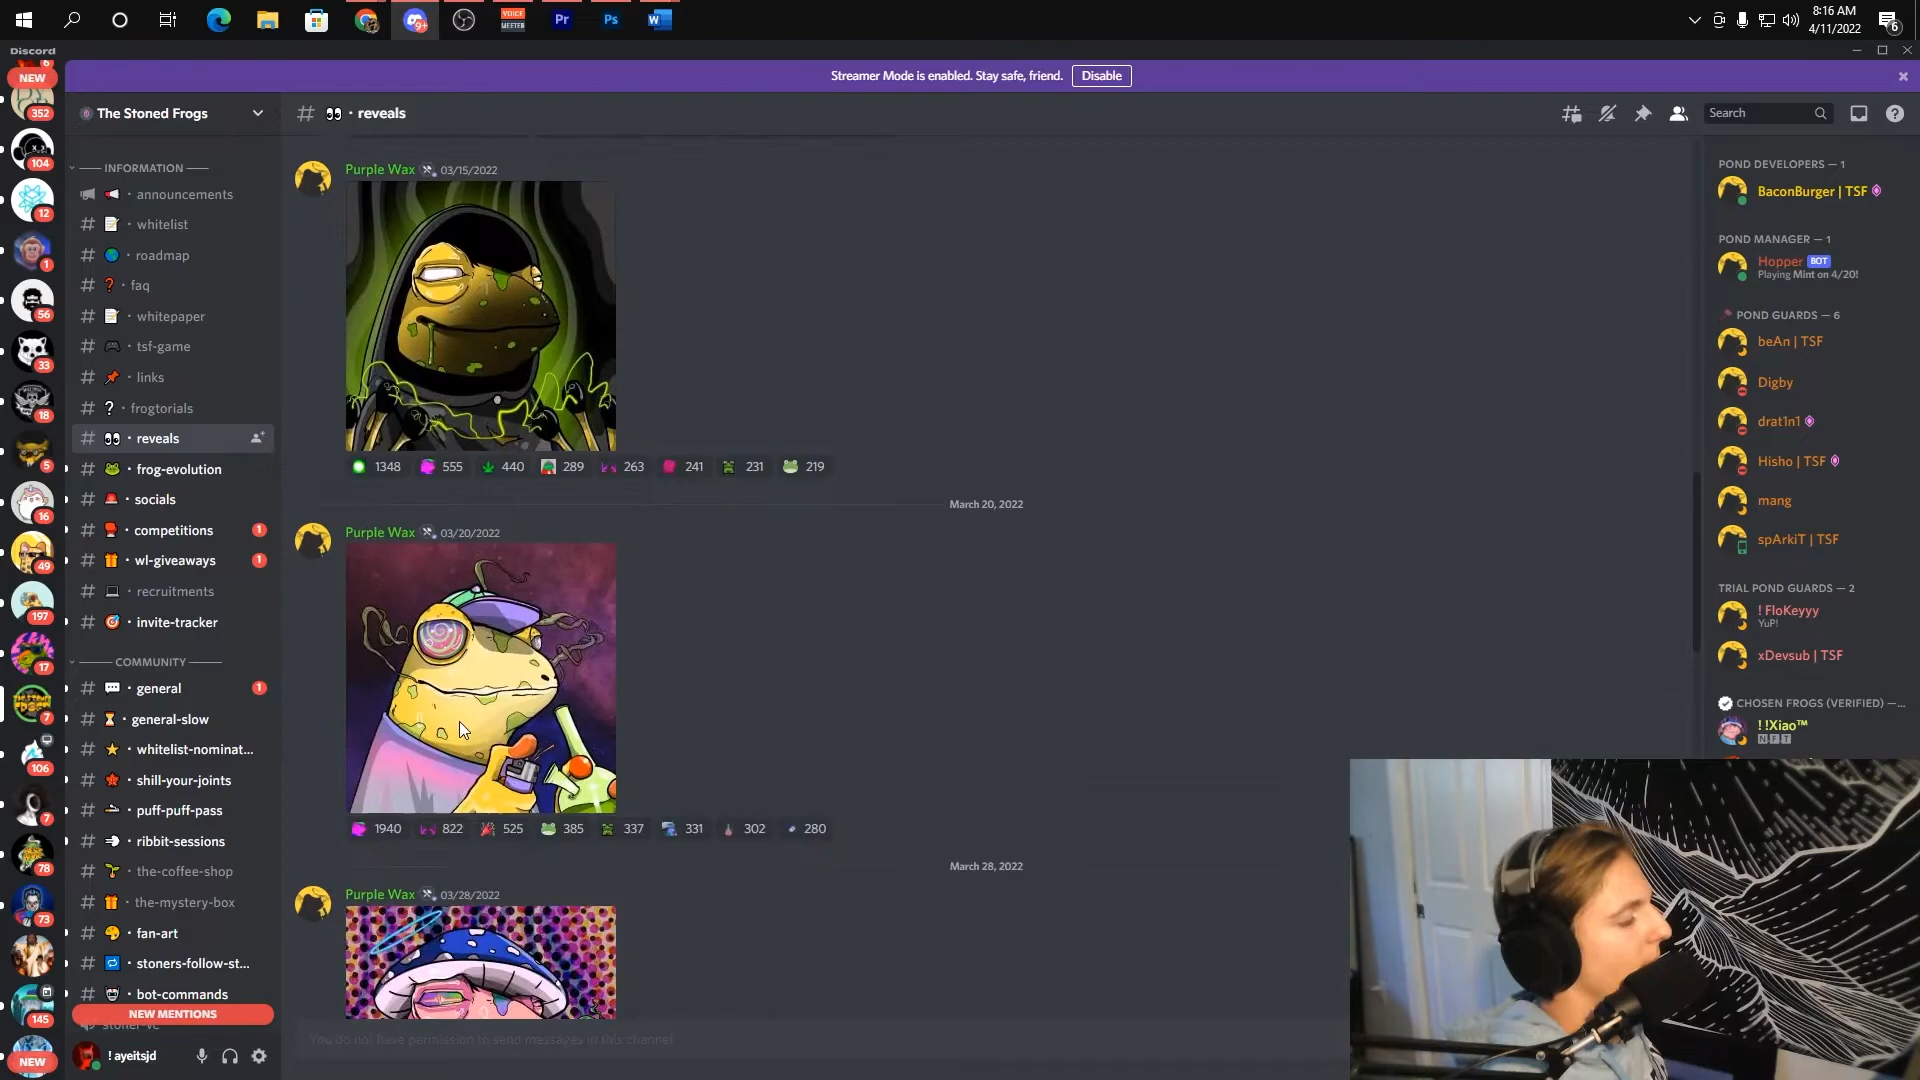 8:16 AM
4/11/2022
6
VOICE
MEETER
Pr
Ps
W
9+
Discord
Streamer Mode is enabled. Stay safe, friend.
Disable
6
NEW
352
104
12
1
56
33
18
5
16
49
197
17
7
106
7
78
73
145
NEW
The Stoned Frogs
INFORMATION
announcements
whitelist
roadmap
faq
whitepaper
tsf-game
links
frogtorials
reveals
frog-evolution
socials
competitions 1
wl-giveaways 1
recruitments
invite-tracker
COMMUNITY
general 1
general-slow
whitelist-nominat...
shill-your-joints
puff-puff-pass
ribbit-sessions
the-coffee-shop
the-mystery-box
fan-art
stoners-follow-st...
bot-commands
NEW MENTIONS
stoner-vc
! ayeitsjd
# · reveals
Search
Purple Wax 03/15/2022
1348 555 440 289 263 241 231 219
March 20, 2022
Purple Wax 03/20/2022
1940 822 525 385 337 331 302 280
March 28, 2022
Purple Wax 03/28/2022
You do not have permission to send messages in this channel.
POND DEVELOPERS — 1
BaconBurger | TSF
POND MANAGER — 1
Hopper BOT
Playing Mint on 4/20!
POND GUARDS — 6
beAn | TSF
Digby
drat1n1
Hisho | TSF
mang
spArkiT | TSF
TRIAL POND GUARDS — 2
! FloKeyyy
YuP!
xDevsub | TSF
CHOSEN FROGS (VERIFIED) —...
! !Xiao™
NFT